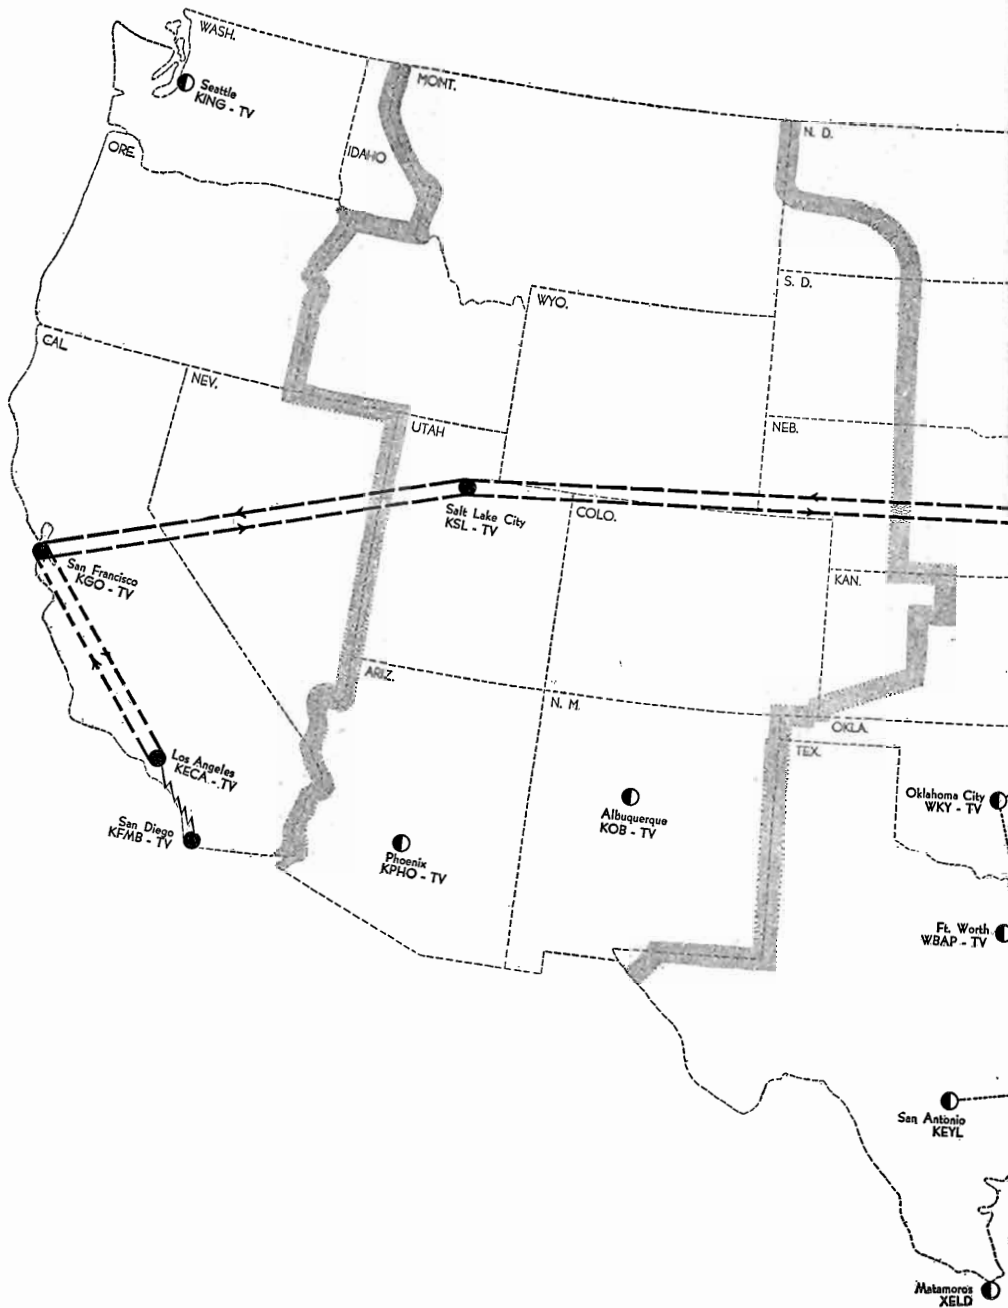 WASH.
Seattle
KING - TV
MONT.
N. D.
ORE.
IDAHO
S. D.
WYO.
CAL.
NEV.
UTAH
NEB.
Salt Lake City
KSL - TV
COLO.
San Francisco
KGO - TV
KAN.
ARIZ.
N. M.
OKLA.
TEX.
Los Angeles
KECA - TV
Oklahoma City
WKY - TV
San Diego
KFMB - TV
Albuquerque
KOB - TV
Phoenix
KPHO - TV
Ft. Worth
WBAP - TV
San Antonio
KEYL
Matamoros
XELD